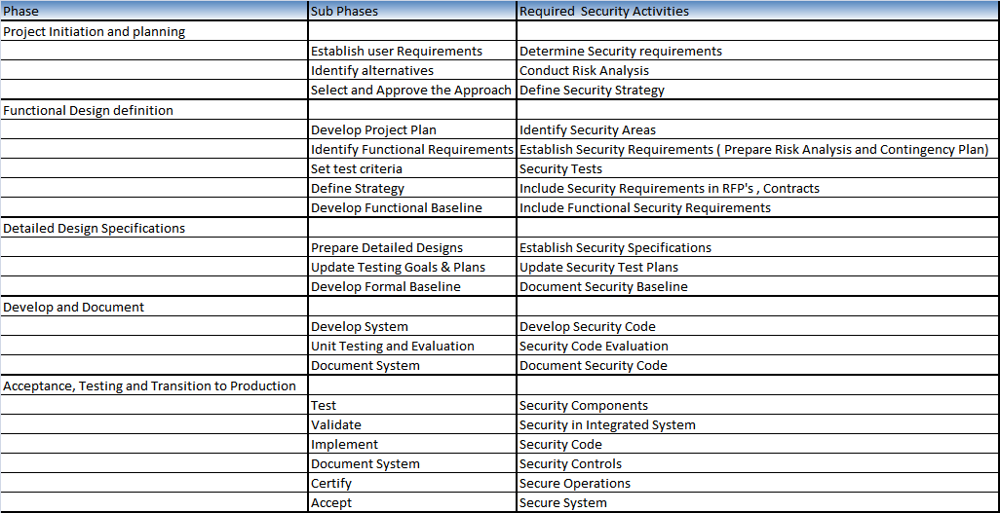 Phase Sub Phases Required  Security Activities
Project Initiation and planning
Establish user Requirements Determine Security requirements
Identify alternatives Conduct Risk Analysis
Select and Approve the Approach Define Security Strategy
Functional Design definition
Develop Project Plan Identify Security Areas
Identify Functional Requirements Establish Security Requirements ( Prepare Risk Analysis and Contingency Plan)
Set test criteria Security Tests
Define Strategy Include Security Requirements in RFP's , Contracts
Develop Functional Baseline Include Functional Security Requirements
Detailed Design Specifications
Prepare Detailed Designs Establish Security Specifications
Update Testing Goals & Plans Update Security Test Plans
Develop Formal Baseline Document Security Baseline
Develop and Document
Develop System Develop Security Code
Unit Testing and Evaluation Security Code Evaluation
Document System Document Security Code
Acceptance, Testing and Transition to Production
Test Security Components
Validate Security in Integrated System
Implement Security Code
Document System Security Controls
Certify Secure Operations
Accept Secure System